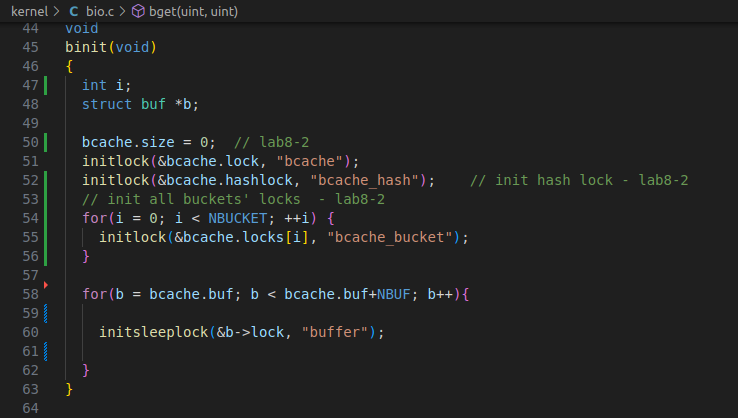 kernel > C bio.c > bget(uint, uint)
44 void
45 binit(void)
46 {
47   int i;
48   struct buf *b;
49
50   bcache.size = 0;  // lab8-2
51   initlock(&bcache.lock, "bcache");
52   initlock(&bcache.hashlock, "bcache_hash");    // init hash lock - lab8-2
53   // init all buckets' locks  - lab8-2
54   for(i = 0; i < NBUCKET; ++i) {
55     initlock(&bcache.locks[i], "bcache_bucket");
56   }
57
58   for(b = bcache.buf; b < bcache.buf+NBUF; b++){
59
60     initsleeplock(&b->lock, "buffer");
61
62   }
63 }
64